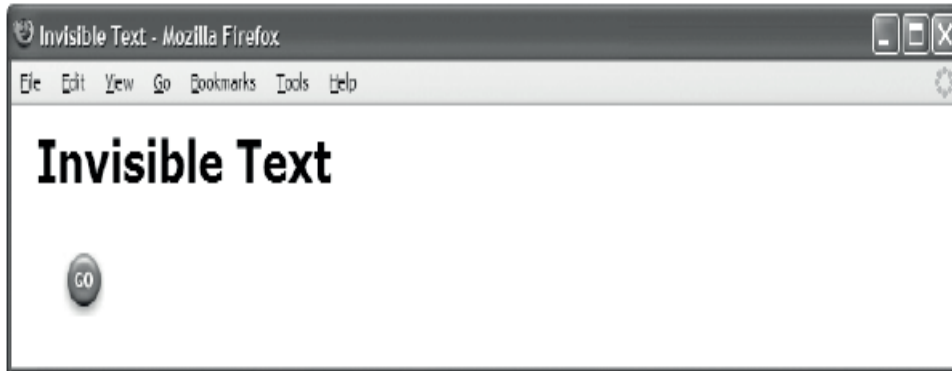 Invisible Text - Mozilla Firefox
File Edit View Go Bookmarks Tools Help
Invisible Text
GO